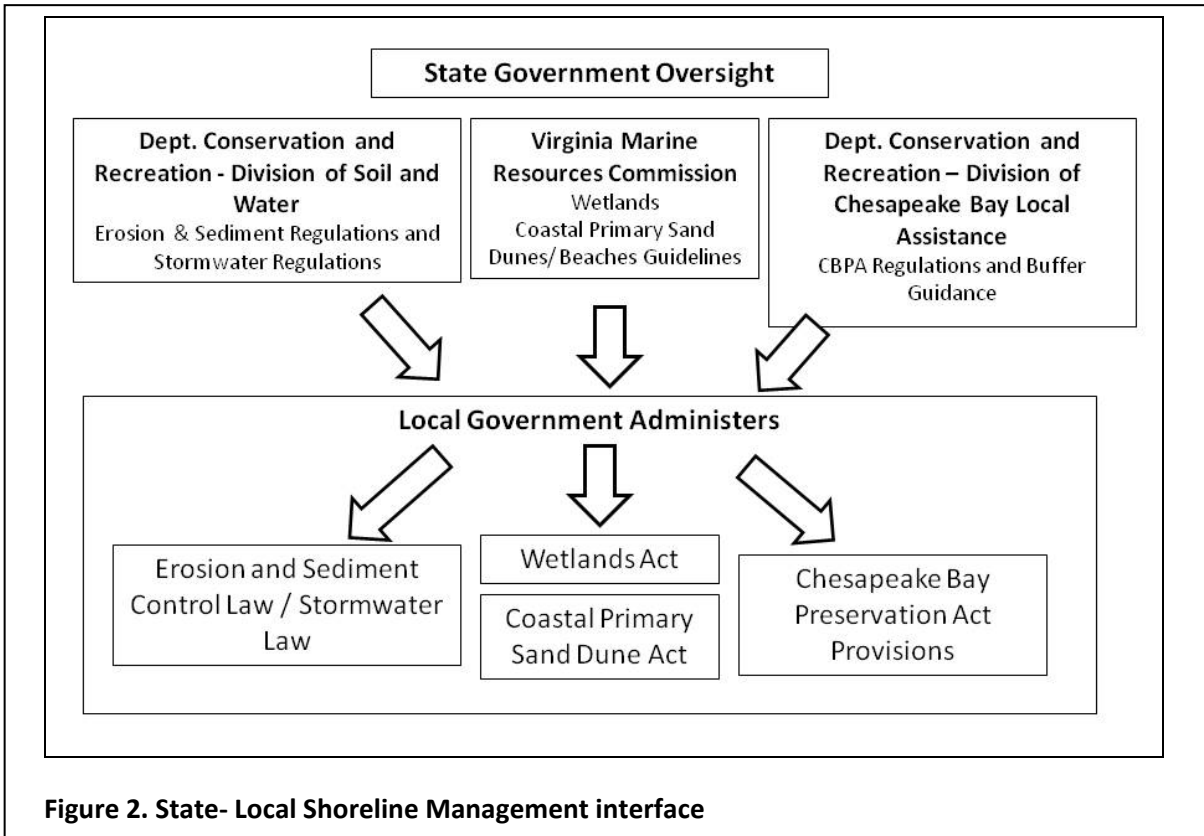 State Government Oversight
Dept. Conservation and
Recreation - Division of Soil and
Water
Erosion & Sediment Regulations and
Stormwater Regulations
Virginia Marine
Resources Commission
Wetlands
Coastal Primary Sand
Dunes/ Beaches Guidelines
Dept. Conservation and
Recreation – Division of
Chesapeake Bay Local
Assistance
CBPA Regulations and Buffer
Guidance
Local Government Administers
Erosion and Sediment
Control Law / Stormwater
Law
Wetlands Act
Coastal Primary
Sand Dune Act
Chesapeake Bay
Preservation Act
Provisions
Figure 2. State- Local Shoreline Management interface